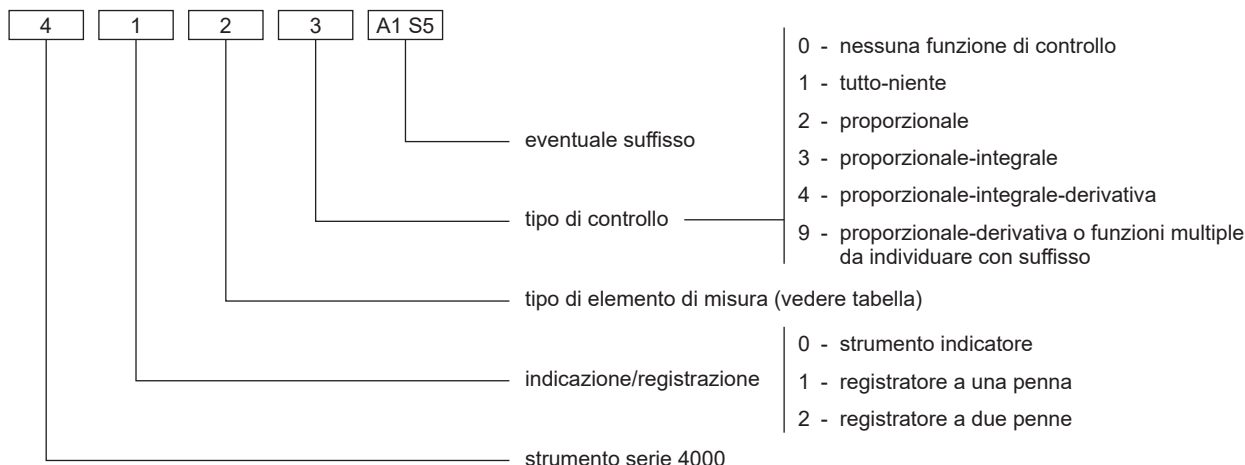 4 1 2 3 A1 S5
0 - nessuna funzione di controllo
1 - tutto-niente
2 - proporzionale
eventuale suffisso
3 - proporzionale-integrale
4 - proporzionale-integrale-derivativa
tipo di controllo
9 - proporzionale-derivativa o funzioni multiple
da individuare con suffisso
tipo di elemento di misura (vedere tabella)
0 - strumento indicatore
indicazione/registrazione
1 - registratore a una penna
2 - registratore a due penne
strumento serie 4000